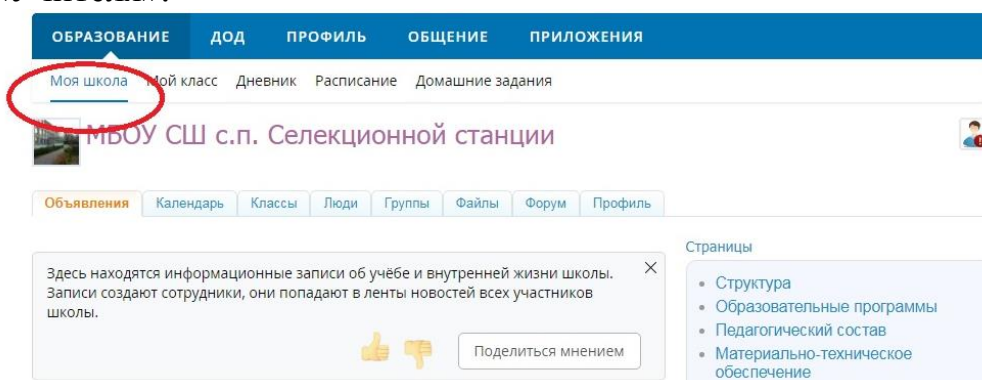 ОБРАЗОВАНИЕ ДОД ПРОФИЛЬ ОБЩЕНИЕ ПРИЛОЖЕНИЯ
Моя школа Мой класс Дневник Расписание Домашние задания
МБОУ СШ с.п. Селекционной станции
Объявления Календарь Классы Люди Группы Файлы Форум Профиль
Здесь находятся информационные записи об учёбе и внутренней жизни школы.
Записи создают сотрудники, они попадают в ленты новостей всех участников
школы.
Поделиться мнением
Страницы
Структура
Образовательные программы
Педагогический состав
Материально-техническое
обеспечение